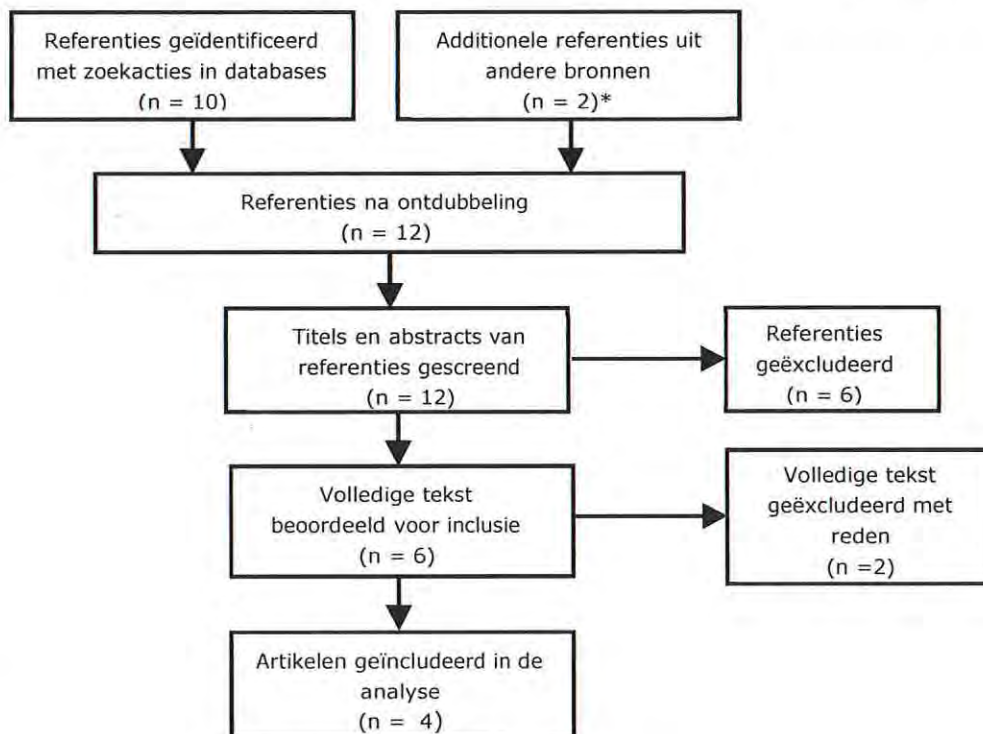 Referenties geïdentificeerd
met zoekacties in databases
(n = 10)
Additionele referenties uit
andere bronnen
(n = 2)*
Referenties na ontdubbeling
(n = 12)
Titels en abstracts van
referenties gescreend
(n = 12)
Referenties
geëxcludeerd
(n = 6)
Volledige tekst
beoordeeld voor inclusie
(n = 6)
Volledige tekst
geëxcludeerd met
reden
(n =2)
Artikelen geïncludeerd in de
analyse
(n = 4)